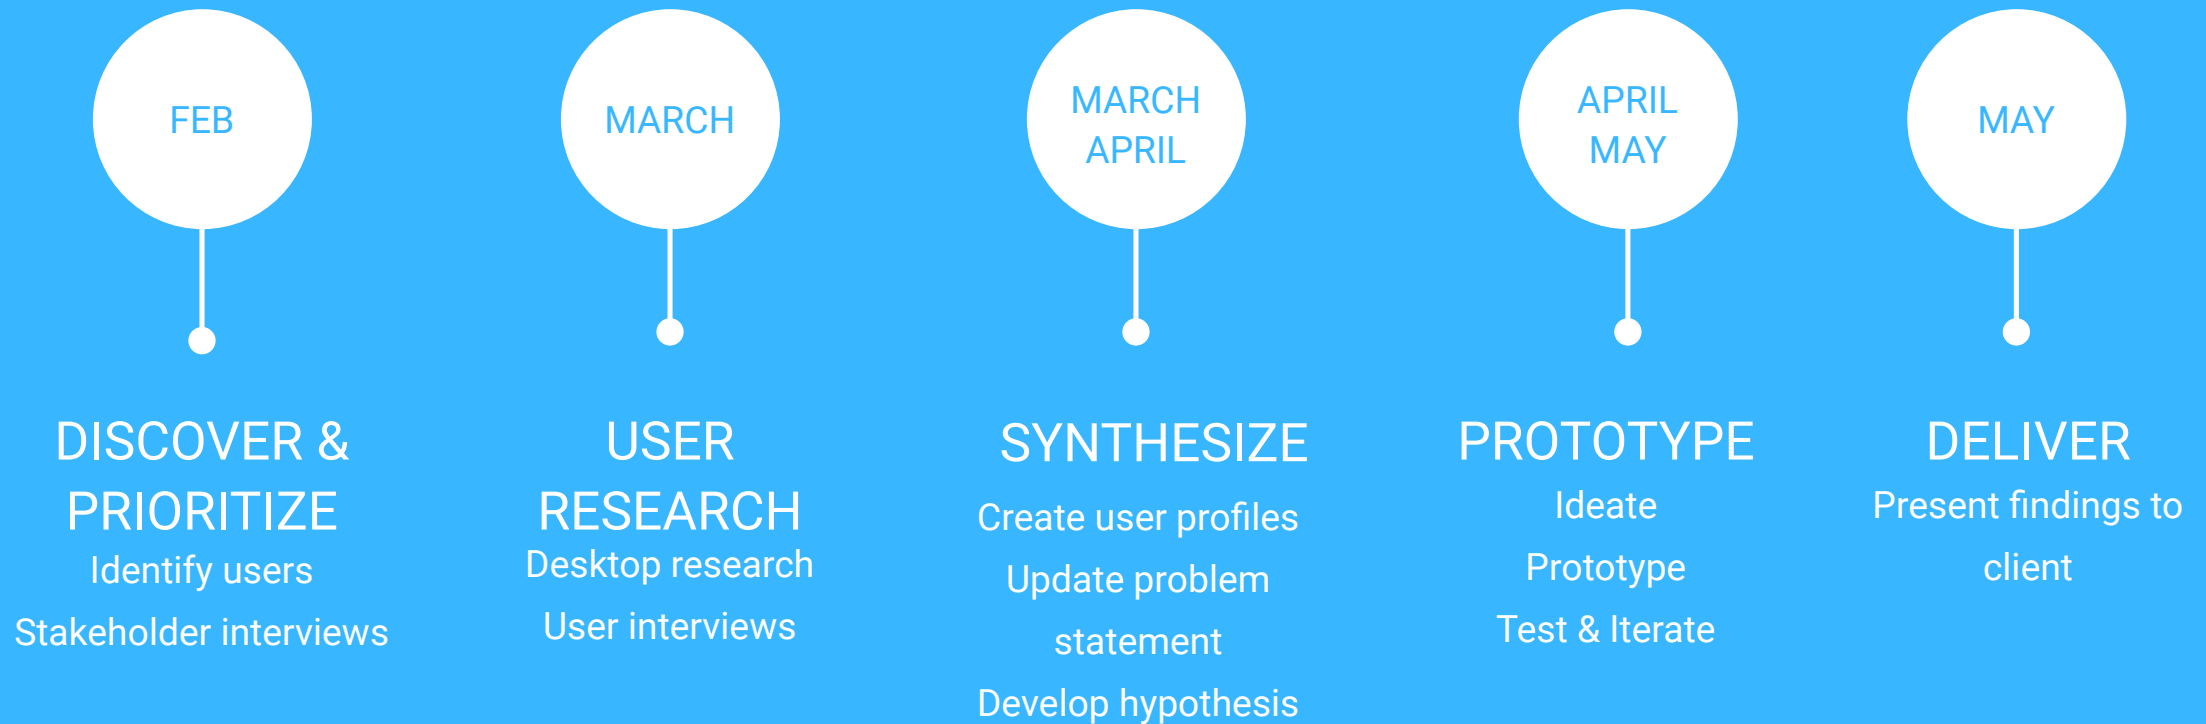 FEB
DISCOVER &
PRIORITIZE
Identify users
Stakeholder interviews
MARCH
USER
RESEARCH
Desktop research
User interviews
MARCH
APRIL
SYNTHESIZE
Create user profiles
Update problem
statement
Develop hypothesis
APRIL
MAY
PROTOTYPE
Ideate
Prototype
Test & Iterate
MAY
DELIVER
Present findings to
client